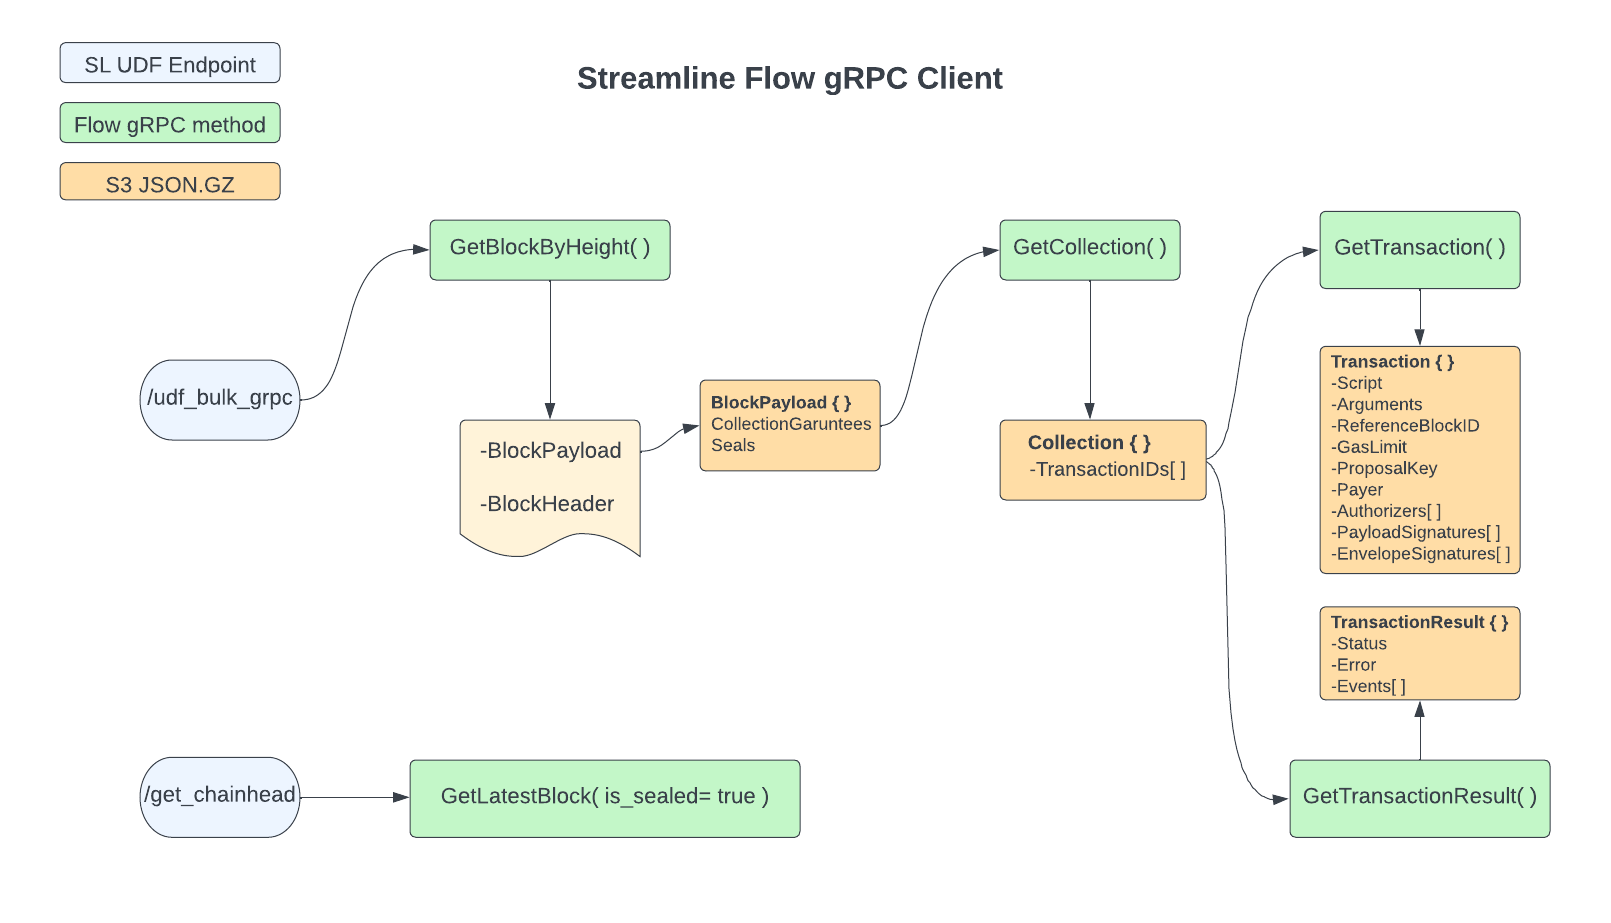 SL UDF Endpoint
Streamline Flow gRPC Client
Flow gRPC method
S3 JSON.GZ
GetBlockByHeight( )
GetCollection( )
GetTransaction( )
/udf_bulk_grpc
-BlockPayload
-BlockHeader
BlockPayload { }
CollectionGaruntees
Seals
Collection { }
-TransactionIDs[ ]
Transaction { }
-Script
-Arguments
-ReferenceBlockID
-GasLimit
-ProposalKey
-Payer
-Authorizers[ ]
-PayloadSignatures[ ]
-EnvelopeSignatures[ ]
TransactionResult { }
-Status
-Error
-Events[ ]
/get_chainhead
GetLatestBlock( is_sealed= true )
GetTransactionResult( )